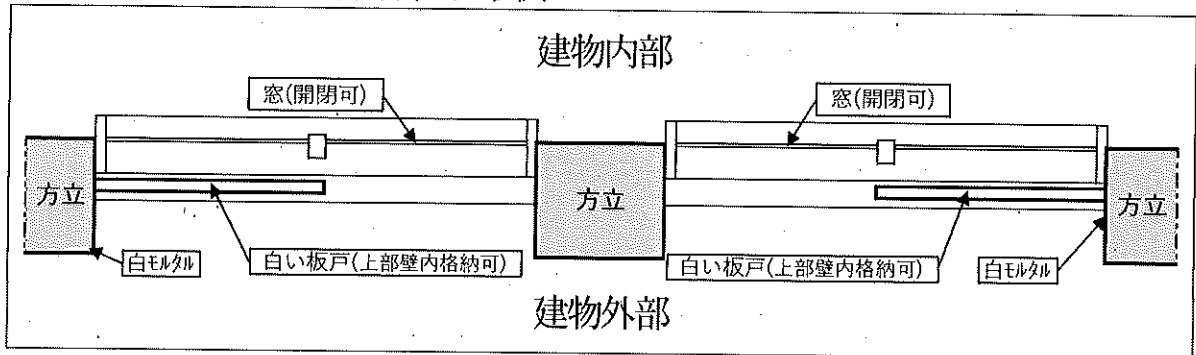 建物内部
窓(開閉可)
窓(開閉可)
方立
方立
方立
白モルタル
白い板戸(上部壁内格納可)
白い板戸(上部壁内格納可)
白モルタル
建物外部